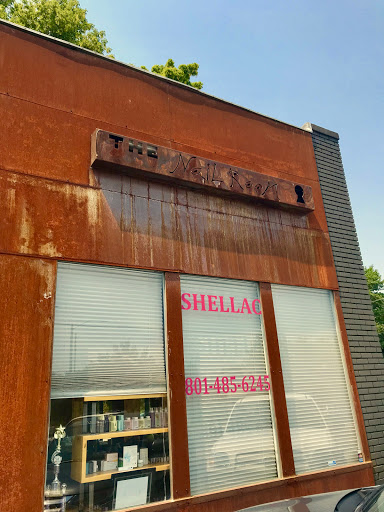 THE Nail Room
SHELLAC
801-485-6245